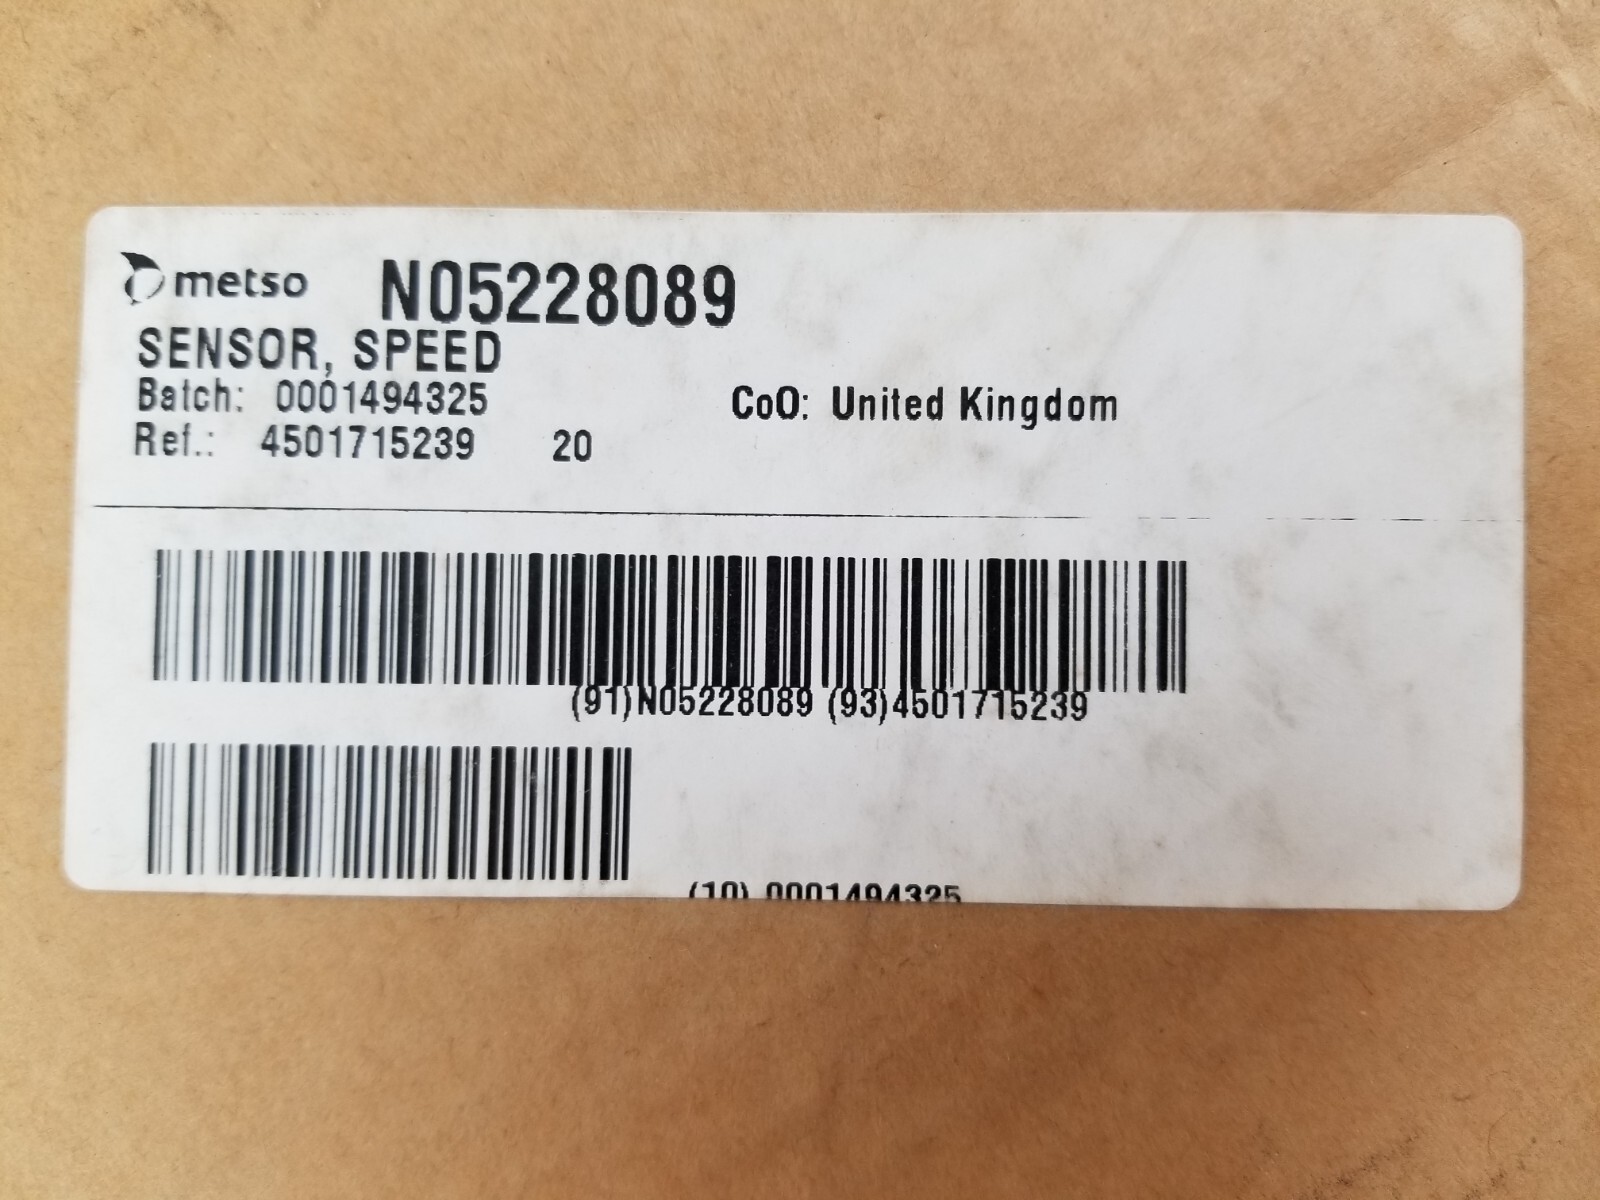 metso N05228089
SENSOR, SPEED
Batch: 0001494325 CoO: United Kingdom
Ref.: 4501715239 20
(91)N05228089 (93)4501715239
(10) 0001494325